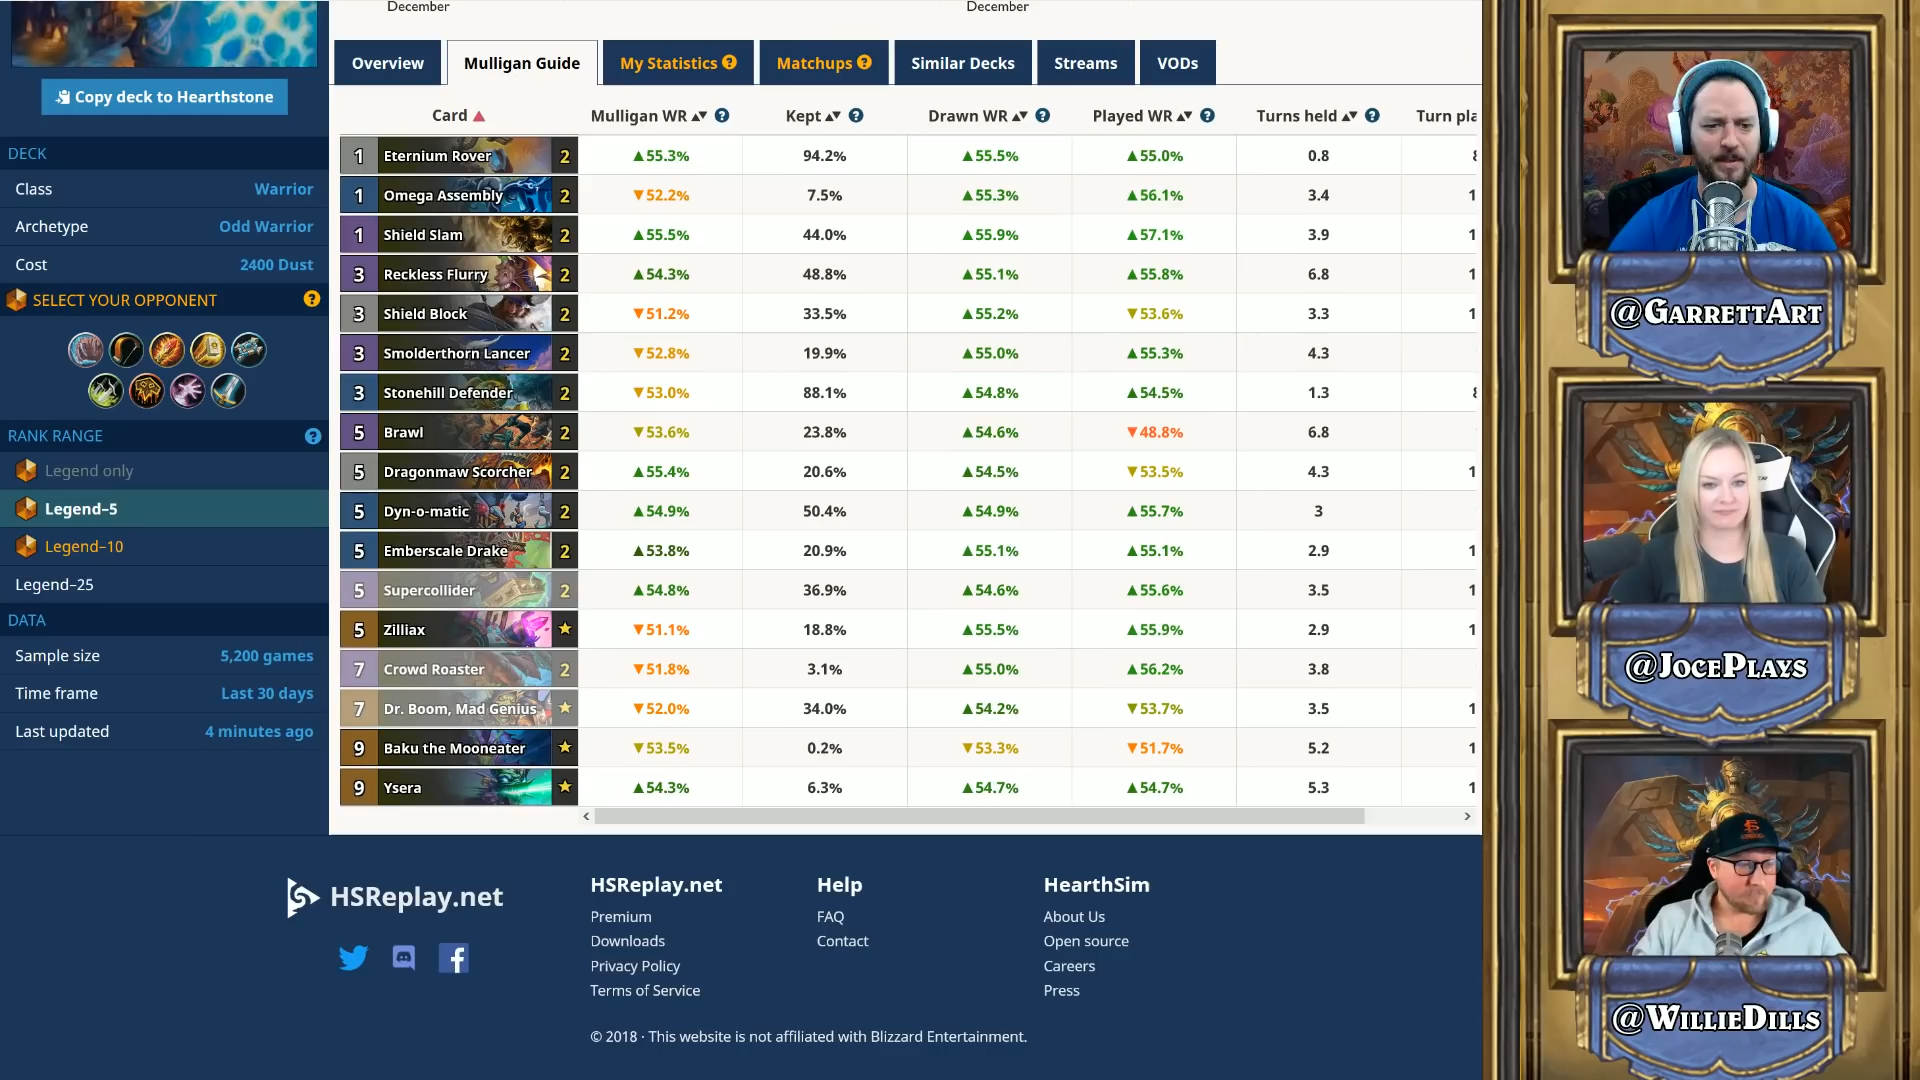 December December
Overview Mulligan Guide My Statistics Matchups Similar Decks Streams VODs
Copy deck to Hearthstone
Card Mulligan WR Kept Drawn WR Played WR Turns held Turn pla
1 Eternium Rover 2 ▲55.3% 94.2% ▲55.5% ▲55.0% 0.8
1 Omega Assembly 2 ▼52.2% 7.5% ▲55.3% ▲56.1% 3.4 1
1 Shield Slam 2 ▲55.5% 44.0% ▲55.9% ▲57.1% 3.9 1
3 Reckless Flurry 2 ▲54.3% 48.8% ▲55.1% ▲55.8% 6.8 1
3 Shield Block 2 ▼51.2% 33.5% ▲55.2% ▼53.6% 3.3 1
3 Smolderthorn Lancer 2 ▼52.8% 19.9% ▲55.0% ▲55.3% 4.3
3 Stonehill Defender 2 ▼53.0% 88.1% ▲54.8% ▲54.5% 1.3
5 Brawl 2 ▼53.6% 23.8% ▲54.6% ▼48.8% 6.8
5 Dragonmaw Scorcher 2 ▲55.4% 20.6% ▲54.5% ▼53.5% 4.3 1
5 Dyn-o-matic 2 ▲54.9% 50.4% ▲54.9% ▲55.7% 3
5 Emberscale Drake 2 ▲53.8% 20.9% ▲55.1% ▲55.1% 2.9 1
5 Supercollider 2 ▲54.8% 36.9% ▲54.6% ▲55.6% 3.5 1
5 Zilliax ★ ▼51.1% 18.8% ▲55.5% ▲55.9% 2.9 1
7 Crowd Roaster 2 ▼51.8% 3.1% ▲55.0% ▲56.2% 3.8 1
7 Dr. Boom, Mad Genius ★ ▼52.0% 34.0% ▲54.2% ▼53.7% 3.5 1
9 Baku the Mooneater ★ ▼53.5% 0.2% ▼53.3% ▼51.7% 5.2 1
9 Ysera ★ ▲54.3% 6.3% ▲54.7% ▲54.7% 5.3 1
DECK
Class Warrior
Archetype Odd Warrior
Cost 2400 Dust
SELECT YOUR OPPONENT
RANK RANGE
Legend only
Legend–5
Legend–10
Legend–25
DATA
Sample size 5,200 games
Time frame Last 30 days
Last updated 4 minutes ago
HSReplay.net
HSReplay.net
Premium
Downloads
Privacy Policy
Terms of Service
Help
FAQ
Contact
HearthSim
About Us
Open source
Careers
Press
© 2018 · This website is not affiliated with Blizzard Entertainment.
@GarrettArt
@JocePlays
@WillieDills